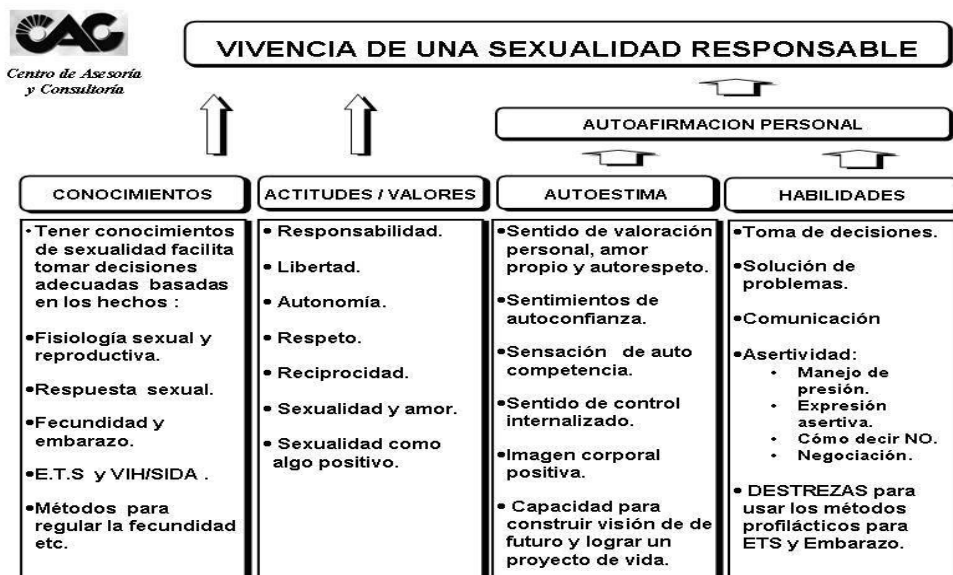 CAC
Centro de Asesoría
y Consultoría
VIVENCIA DE UNA SEXUALIDAD RESPONSABLE
AUTOAFIRMACION PERSONAL
CONOCIMIENTOS
•Tener conocimientos
de sexualidad facilita
tomar decisiones
adecuadas basadas
en los hechos :
•Fisiología sexual y
reproductiva.
•Respuesta sexual.
•Fecundidad y
embarazo.
•E.T.S y VIH/SIDA .
•Métodos para
regular la fecundidad
etc.
ACTITUDES / VALORES
• Responsabilidad.
• Libertad.
• Autonomía.
• Respeto.
• Reciprocidad.
• Sexualidad y amor.
• Sexualidad como
algo positivo.
AUTOESTIMA
•Sentido de valoración
personal, amor
propio y autorespeto.
•Sentimientos de
autoconfianza.
•Sensación de auto
competencia.
•Sentido de control
internalizado.
•Imagen corporal
positiva.
• Capacidad para
construir visión de de
futuro y lograr un
proyecto de vida.
HABILIDADES
•Toma de decisiones.
•Solución de
problemas.
•Comunicación
•Asertividad:
• Manejo de
presión.
• Expresión
asertiva.
• Cómo decir NO.
• Negociación.
• DESTREZAS para
usar los métodos
profilácticos para
ETS y Embarazo.